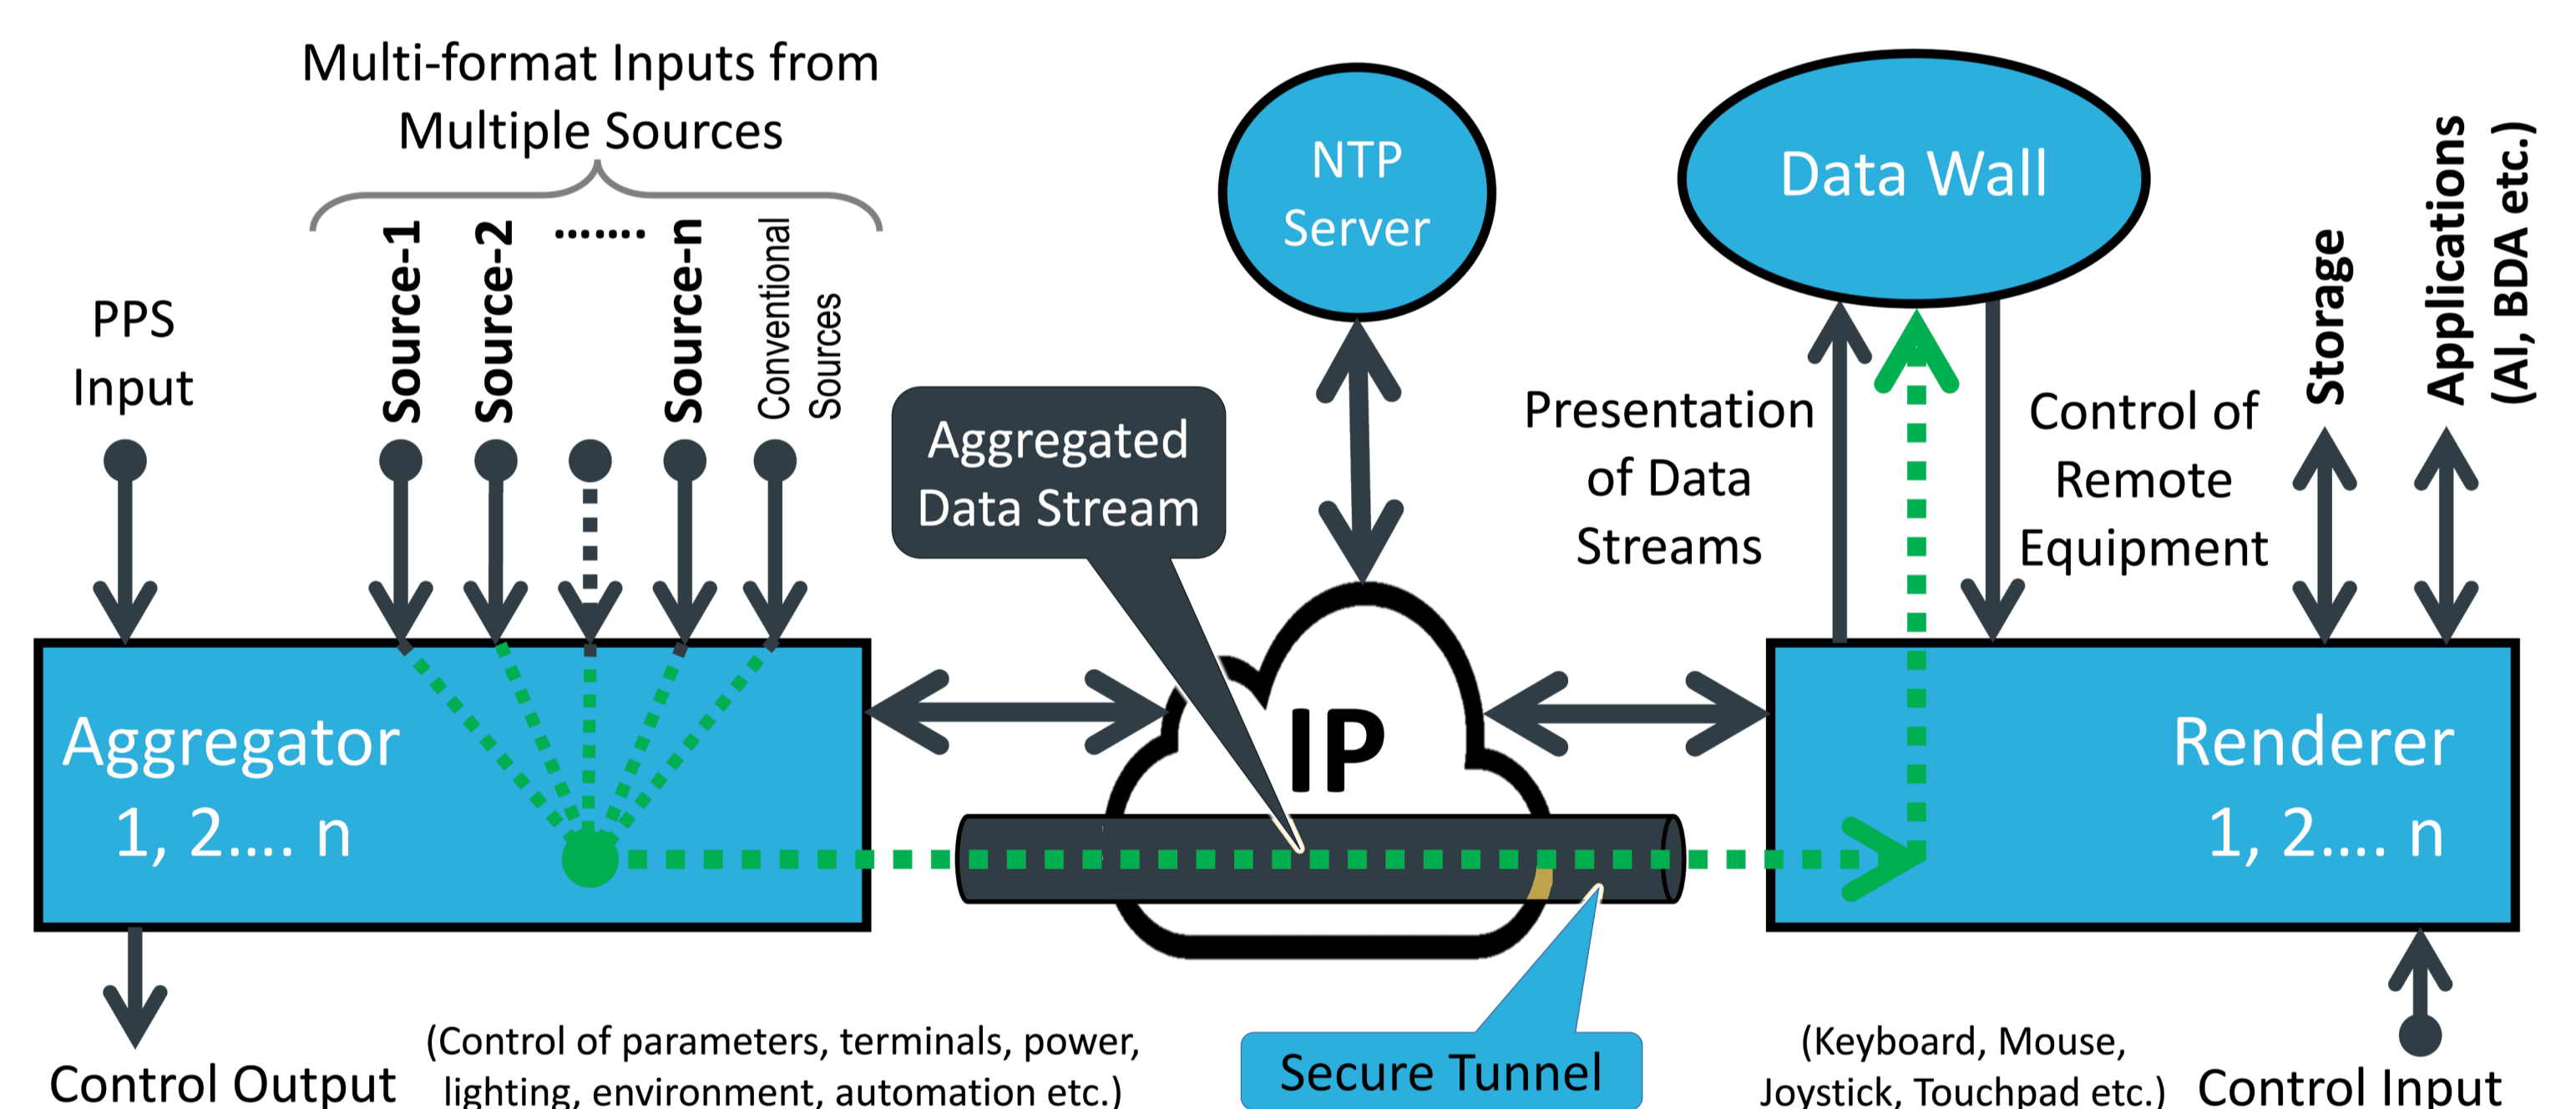 Multi-format Inputs from
Multiple Sources
PPS
Input
Source-1
Source-2
.......
Source-n
Conventional
Sources
NTP
Server
Data Wall
Storage
Applications
(AI, BDA etc.)
Aggregated
Data Stream
Presentation
of Data
Streams
Control of
Remote
Equipment
Aggregator
1, 2.... n
IP
Renderer
1, 2.... n
Control Output
(Control of parameters, terminals, power,
lighting, environment, automation etc.)
Secure Tunnel
(Keyboard, Mouse,
Joystick, Touchpad etc.)
Control Input